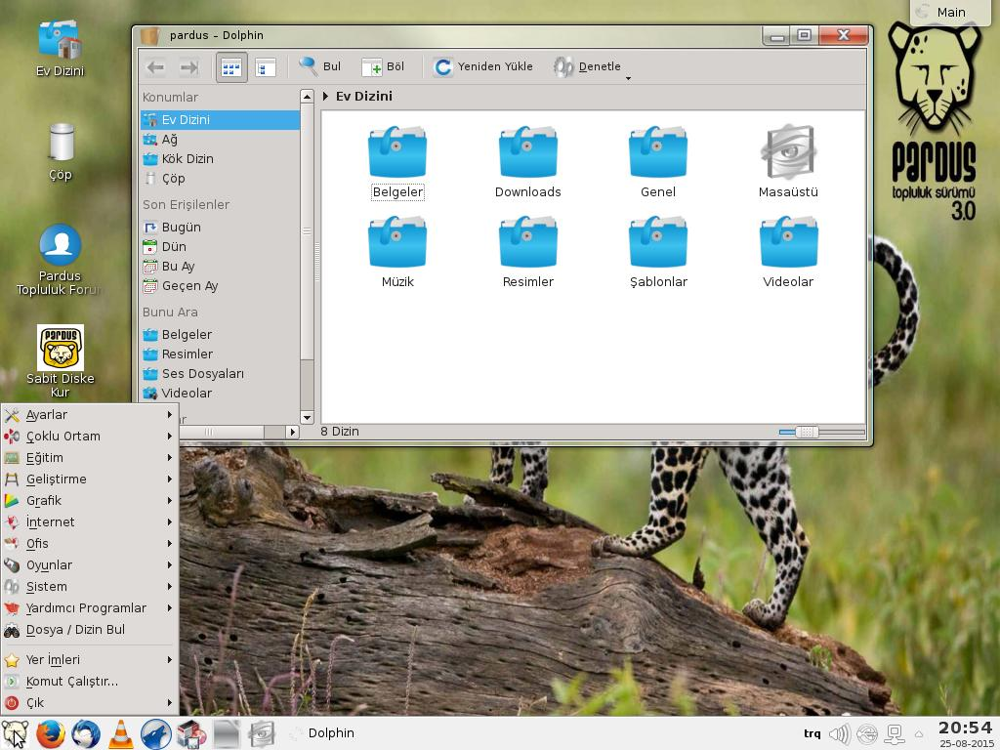 Main
Ev Dizini
Çöp
Pardus
Topluluk Foru
PARDUS
Sabit Diske
Kur
pardus – Dolphin
Bul
Böl
Yeniden Yükle
Denetle
Konumlar
Ev Dizini
Ağ
Kök Dizin
Çöp
Son Erişilenler
Bugün
Dün
Bu Ay
Geçen Ay
Bunu Ara
Belgeler
Resimler
Ses Dosyaları
Videolar
Ev Dizini
Belgeler
Downloads
Genel
Masaüstü
Müzik
Resimler
Şablonlar
Videolar
8 Dizin
PARDUS
topluluk sürümü
3.0
Ayarlar
Çoklu Ortam
Eğitim
Geliştirme
Grafik
İnternet
Ofis
Oyunlar
Sistem
Yardımcı Programlar
Dosya / Dizin Bul
Yer İmleri
Komut Çalıştır...
Çık
Dolphin
trq
20:54
25-08-2015